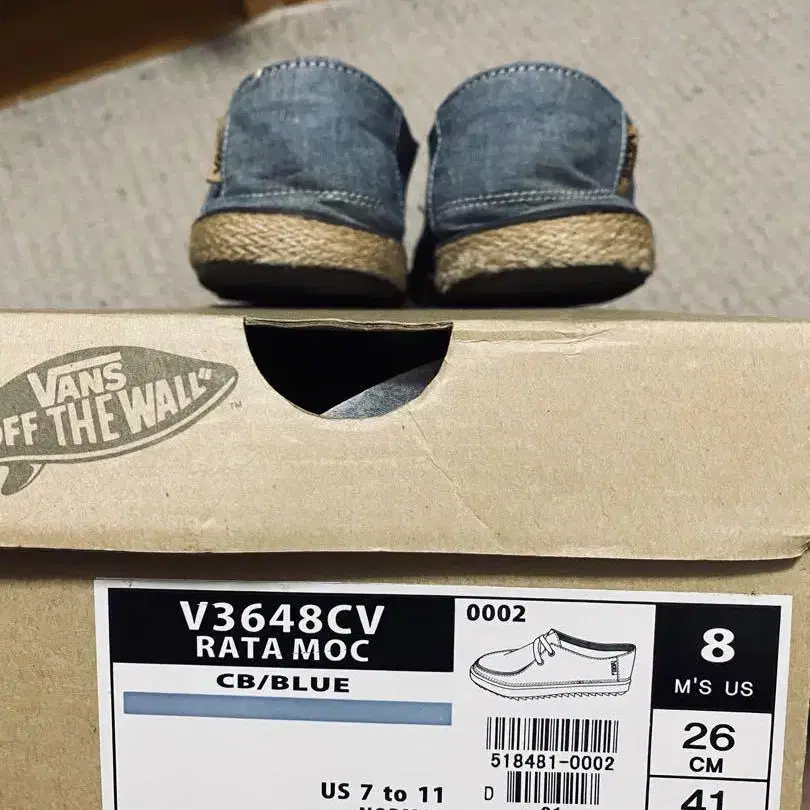 VANS
OFF THE WALL"
™
V3648CV
RATA MOC
CB/BLUE
0002
8
M'S US
26
CM
41
518481-0002
US 7 to 11
D